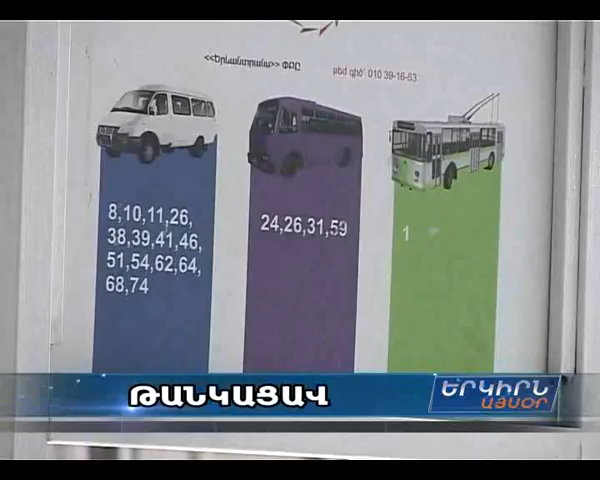 <<Երևանտրանս>> ՓԲԸ
թեժ գիծ՝ 010 39-16-53
8,10,11,26,
38,39,41,46,
51,54,62,64,
68,74
24,26,31,59
1
ԹԱՆԿԱՑԱՎ
ԵՐԿԻՐՆ
ԱՅՍՕՐ